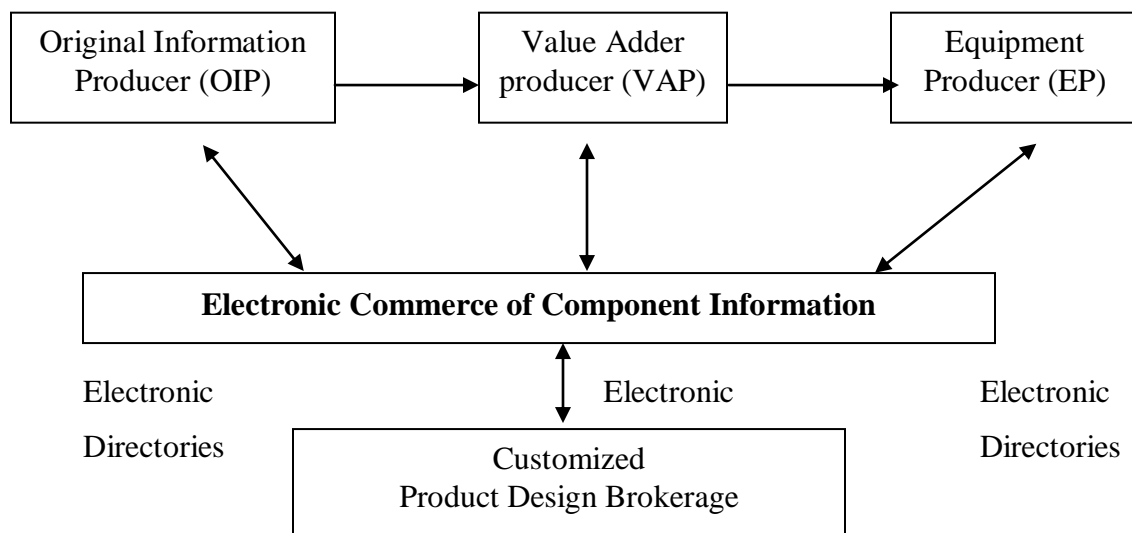 Original Information
Producer (OIP)
Value Adder
producer (VAP)
Equipment
Producer (EP)
Electronic Commerce of Component Information
Electronic
Directories
Electronic
Electronic
Directories
Customized
Product Design Brokerage